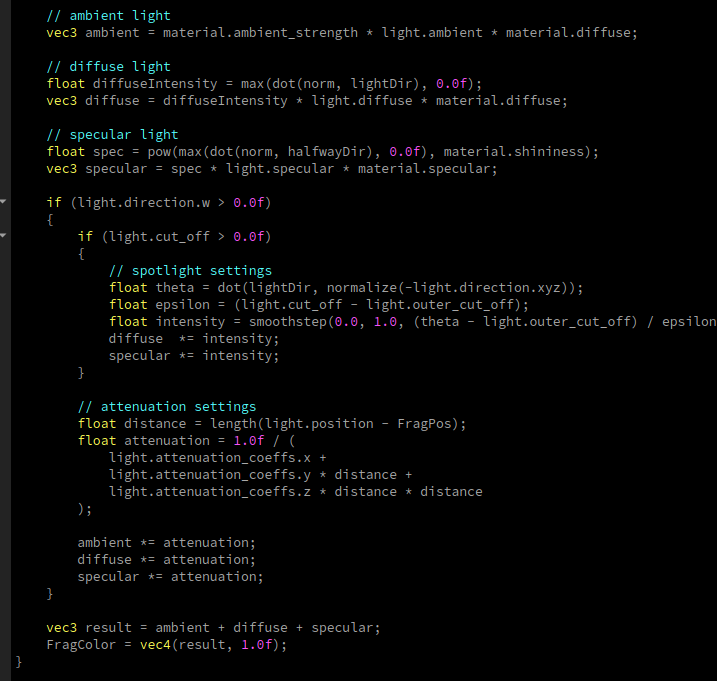 // ambient light
vec3 ambient = material.ambient_strength * light.ambient * material.diffuse;
// diffuse light
float diffuseIntensity = max(dot(norm, lightDir), 0.0f);
vec3 diffuse = diffuseIntensity * light.diffuse * material.diffuse;
// specular light
float spec = pow(max(dot(norm, halfwayDir), 0.0f), material.shininess);
vec3 specular = spec * light.specular * material.specular;
if (light.direction.w > 0.0f)
{
if (light.cut_off > 0.0f)
{
// spotlight settings
float theta = dot(lightDir, normalize(-light.direction.xyz));
float epsilon = (light.cut_off - light.outer_cut_off);
float intensity = smoothstep(0.0, 1.0, (theta - light.outer_cut_off) / epsilon
diffuse  *= intensity;
specular *= intensity;
}
// attenuation settings
float distance = length(light.position - FragPos);
float attenuation = 1.0f / (
light.attenuation_coeffs.x +
light.attenuation_coeffs.y * distance +
light.attenuation_coeffs.z * distance * distance
);
ambient *= attenuation;
diffuse *= attenuation;
specular *= attenuation;
}
vec3 result = ambient + diffuse + specular;
FragColor = vec4(result, 1.0f);
}